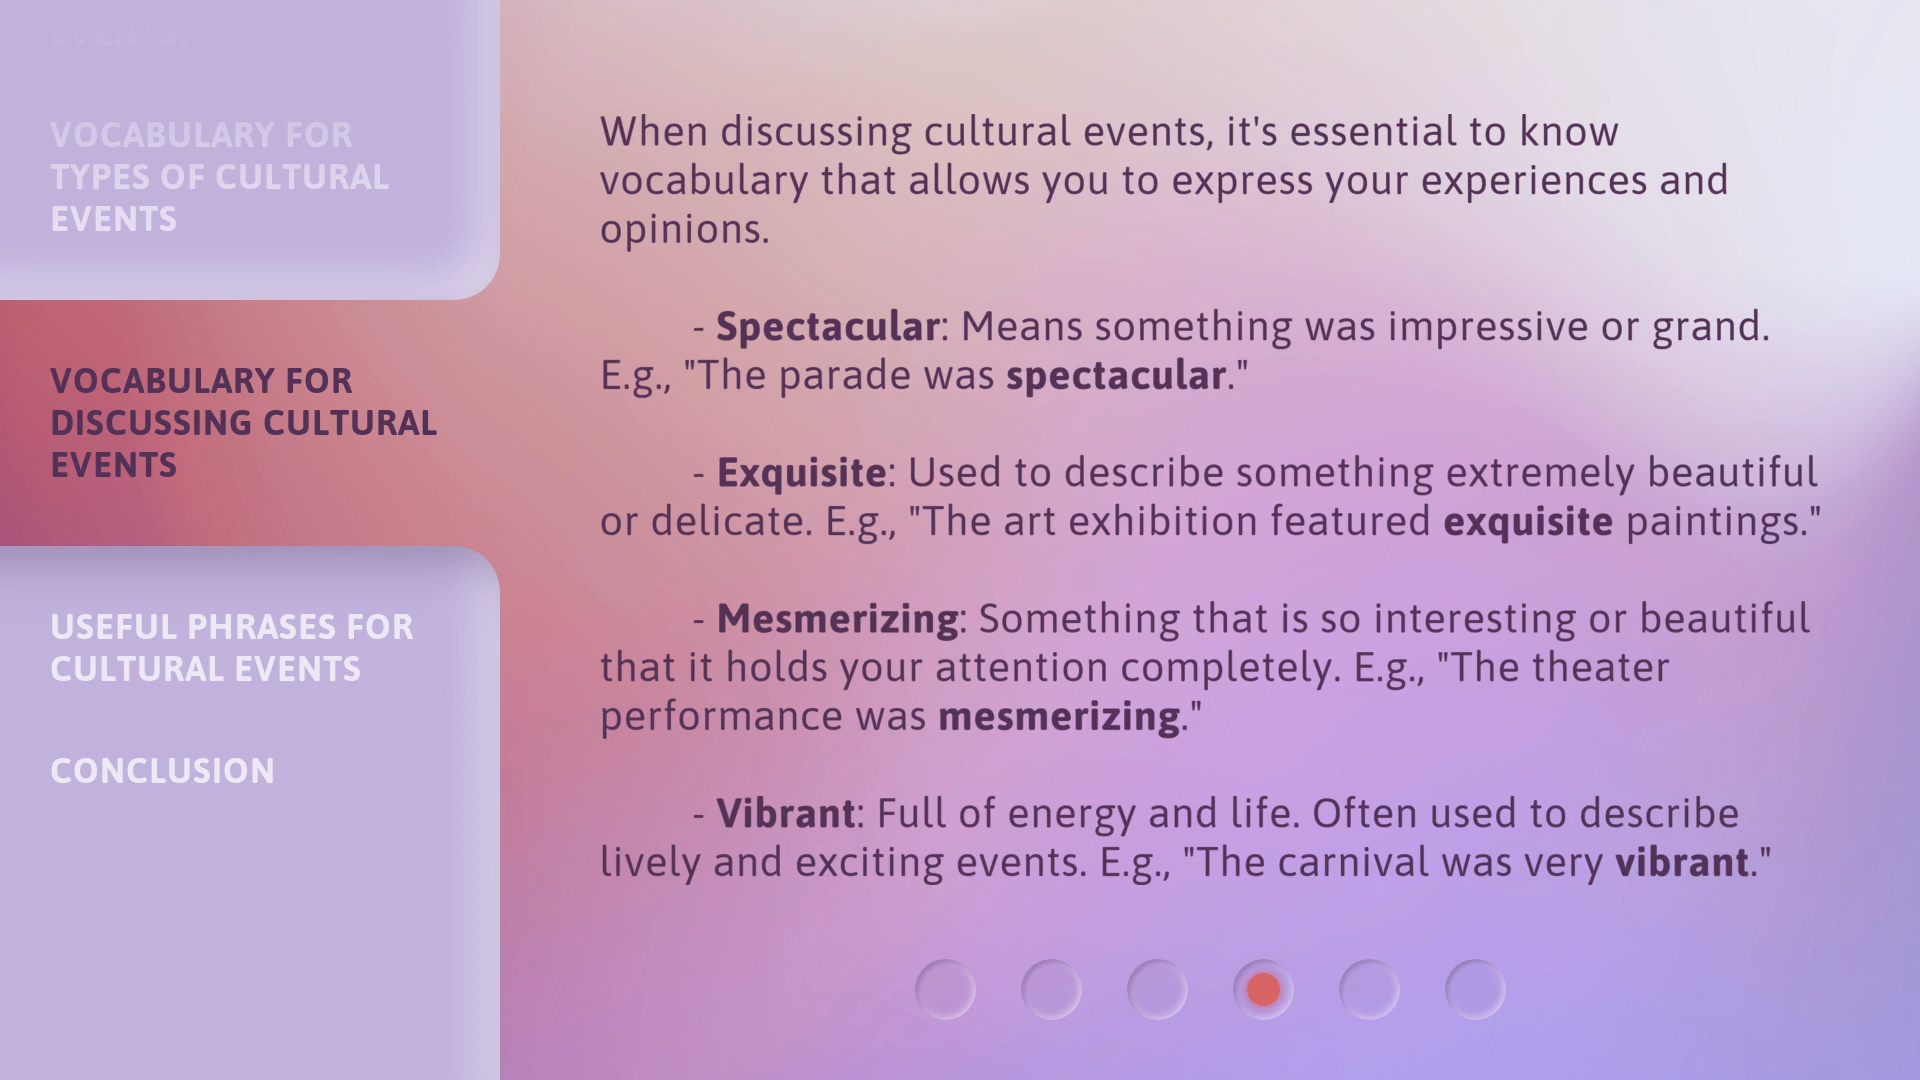 EVENTS?
VOCABULARY FOR
TYPES OF CULTURAL
EVENTS
VOCABULARY FOR
DISCUSSING CULTURAL
EVENTS
USEFUL PHRASES FOR
CULTURAL EVENTS
CONCLUSION
When discussing cultural events, it's essential to know
vocabulary that allows you to express your experiences and
opinions.
- Spectacular: Means something was impressive or grand.
E.g., "The parade was spectacular."
- Exquisite: Used to describe something extremely beautiful
or delicate. E.g., "The art exhibition featured exquisite paintings."
- Mesmerizing: Something that is so interesting or beautiful
that it holds your attention completely. E.g., "The theater
performance was mesmerizing."
- Vibrant: Full of energy and life. Often used to describe
lively and exciting events. E.g., "The carnival was very vibrant."